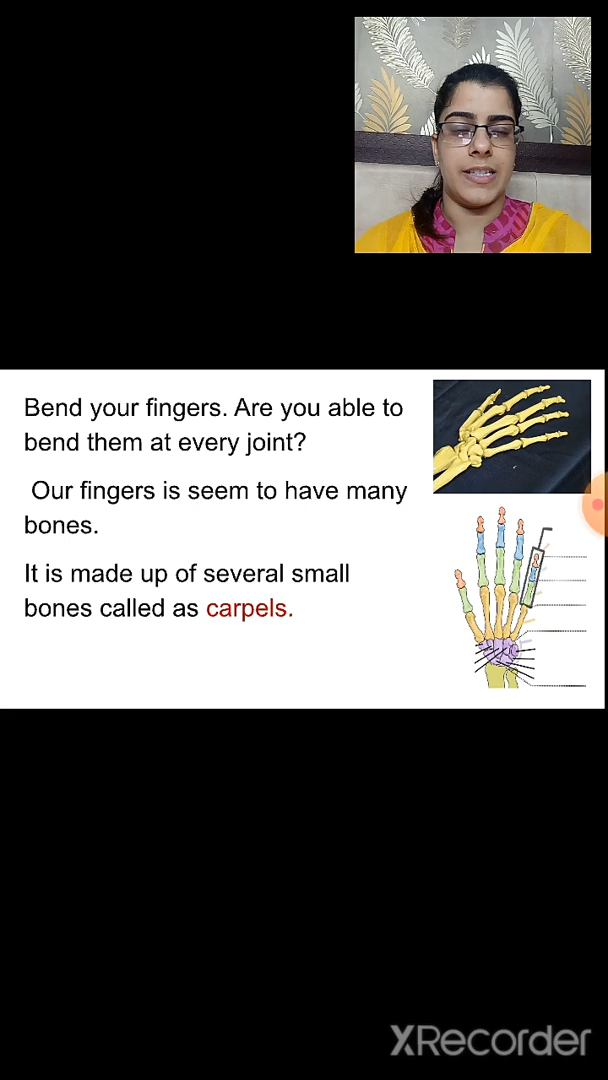 Bend your fingers. Are you able to
bend them at every joint?
Our fingers is seem to have many
bones.
It is made up of several small
bones called as carpels.
XRecorder